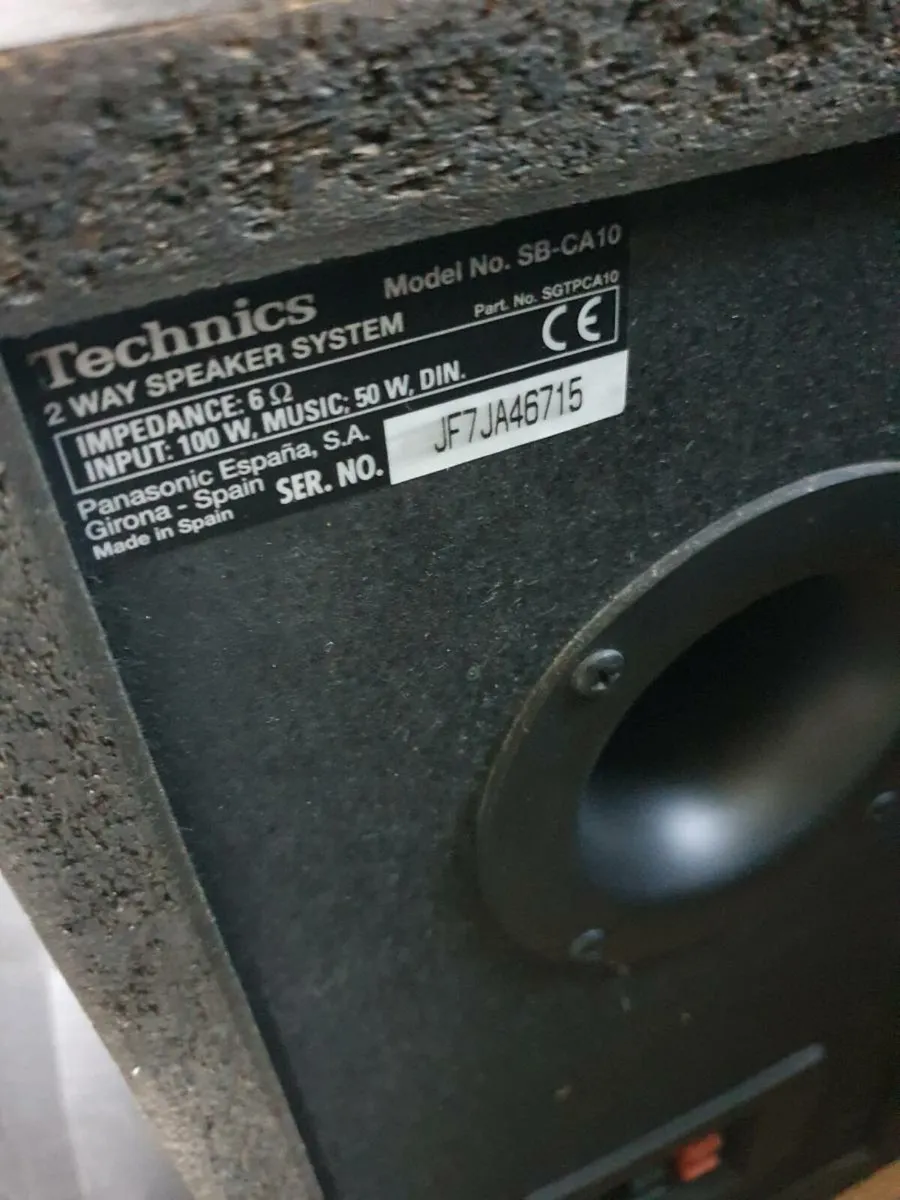 Technics
Model No. SB-CA10
2 WAY SPEAKER SYSTEM
Part. No. SGTPCA10
IMPEDANCE: 6 Ω
INPUT: 100 W, MUSIC; 50 W, DIN.
CE
Panasonic España, S.A.
Girona - Spain
Made in Spain
SER. NO.
JF7JA46715